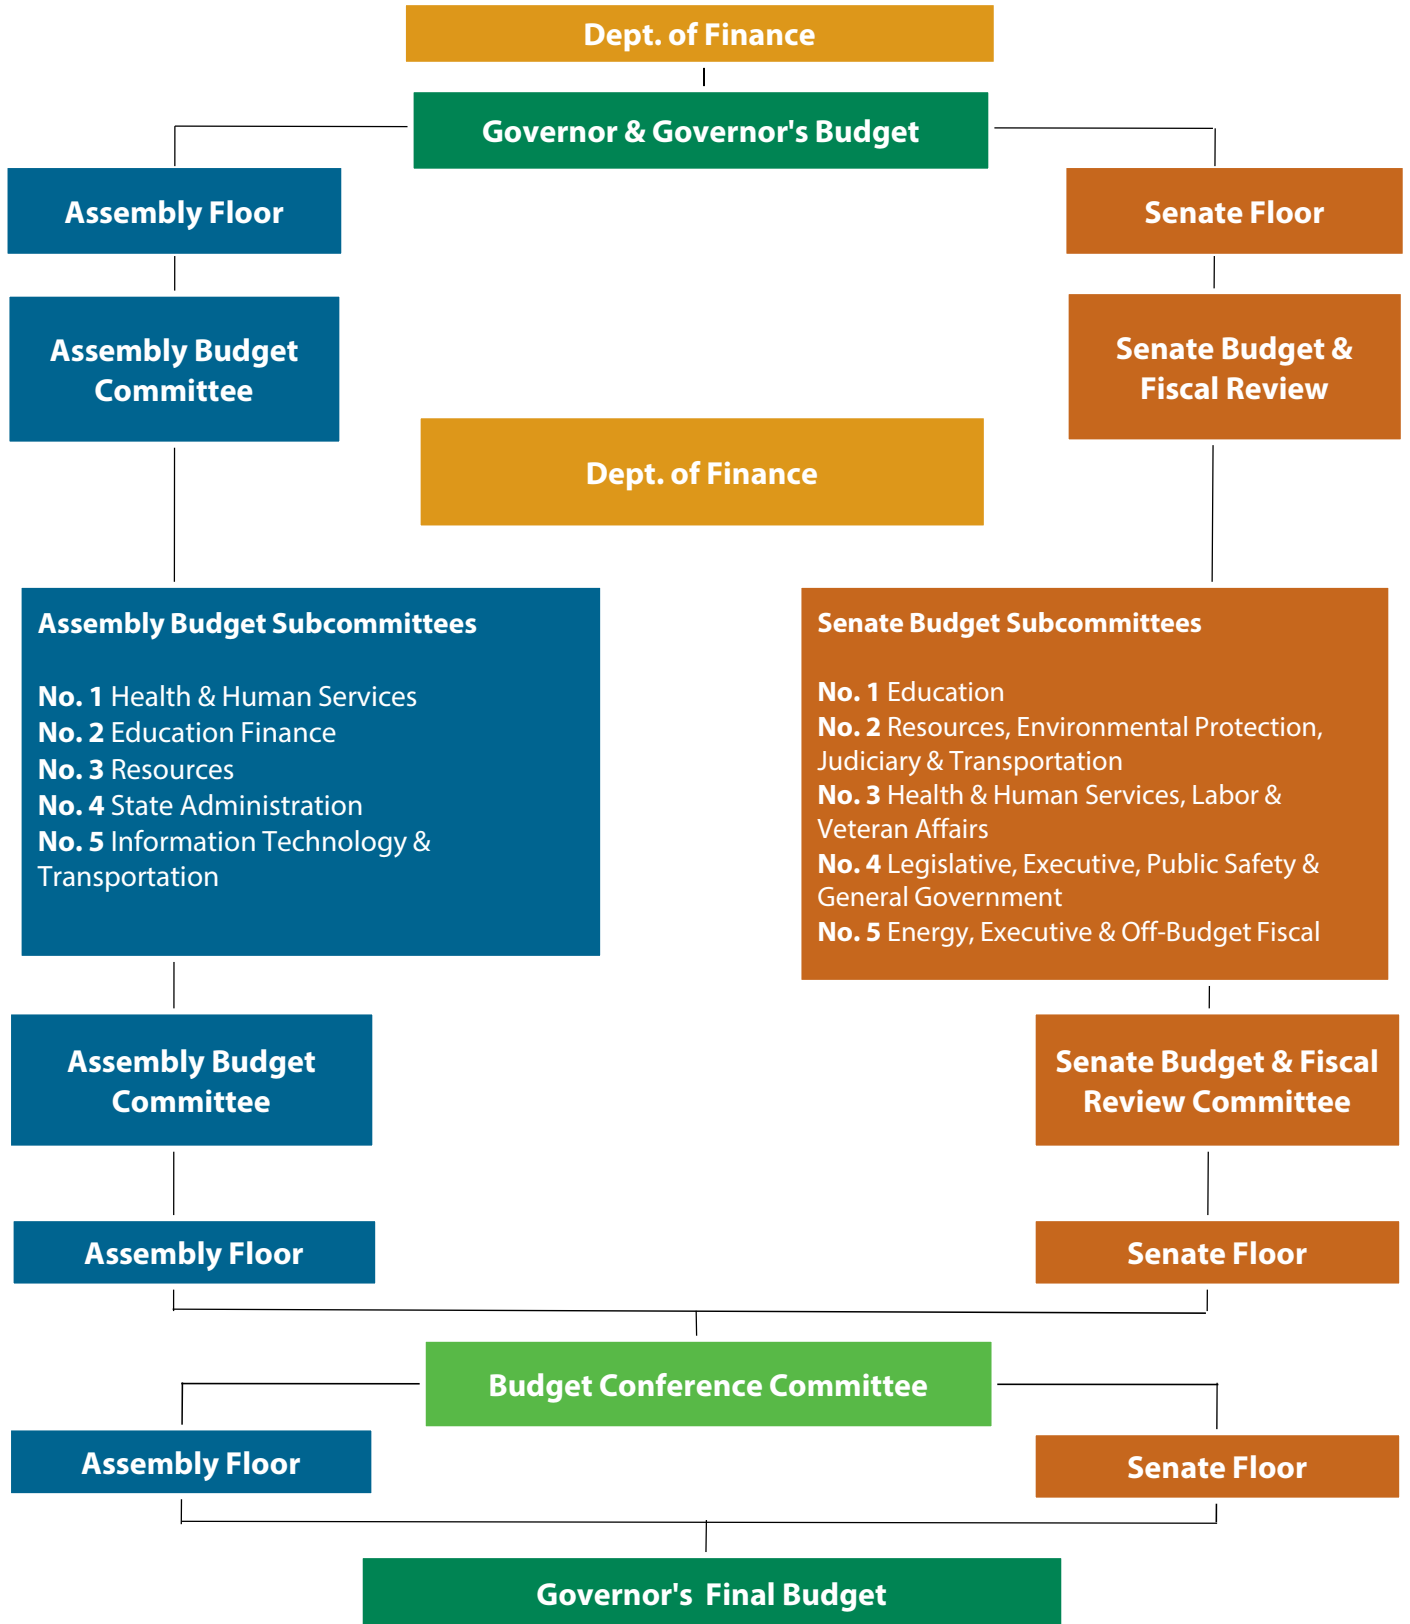 Dept. of Finance
Governor & Governor's Budget
Assembly Floor
Senate Floor
Assembly Budget
Committee
Senate Budget &
Fiscal Review
Dept. of Finance
Assembly Budget Subcommittees
No. 1 Health & Human Services
No. 2 Education Finance
No. 3 Resources
No. 4 State Administration
No. 5 Information Technology &
Transportation
Senate Budget Subcommittees
No. 1 Education
No. 2 Resources, Environmental Protection,
Judiciary & Transportation
No. 3 Health & Human Services, Labor &
Veteran Affairs
No. 4 Legislative, Executive, Public Safety &
General Government
No. 5 Energy, Executive & Off-Budget Fiscal
Assembly Budget
Committee
Senate Budget & Fiscal
Review Committee
Assembly Floor
Senate Floor
Budget Conference Committee
Assembly Floor
Senate Floor
Governor's Final Budget